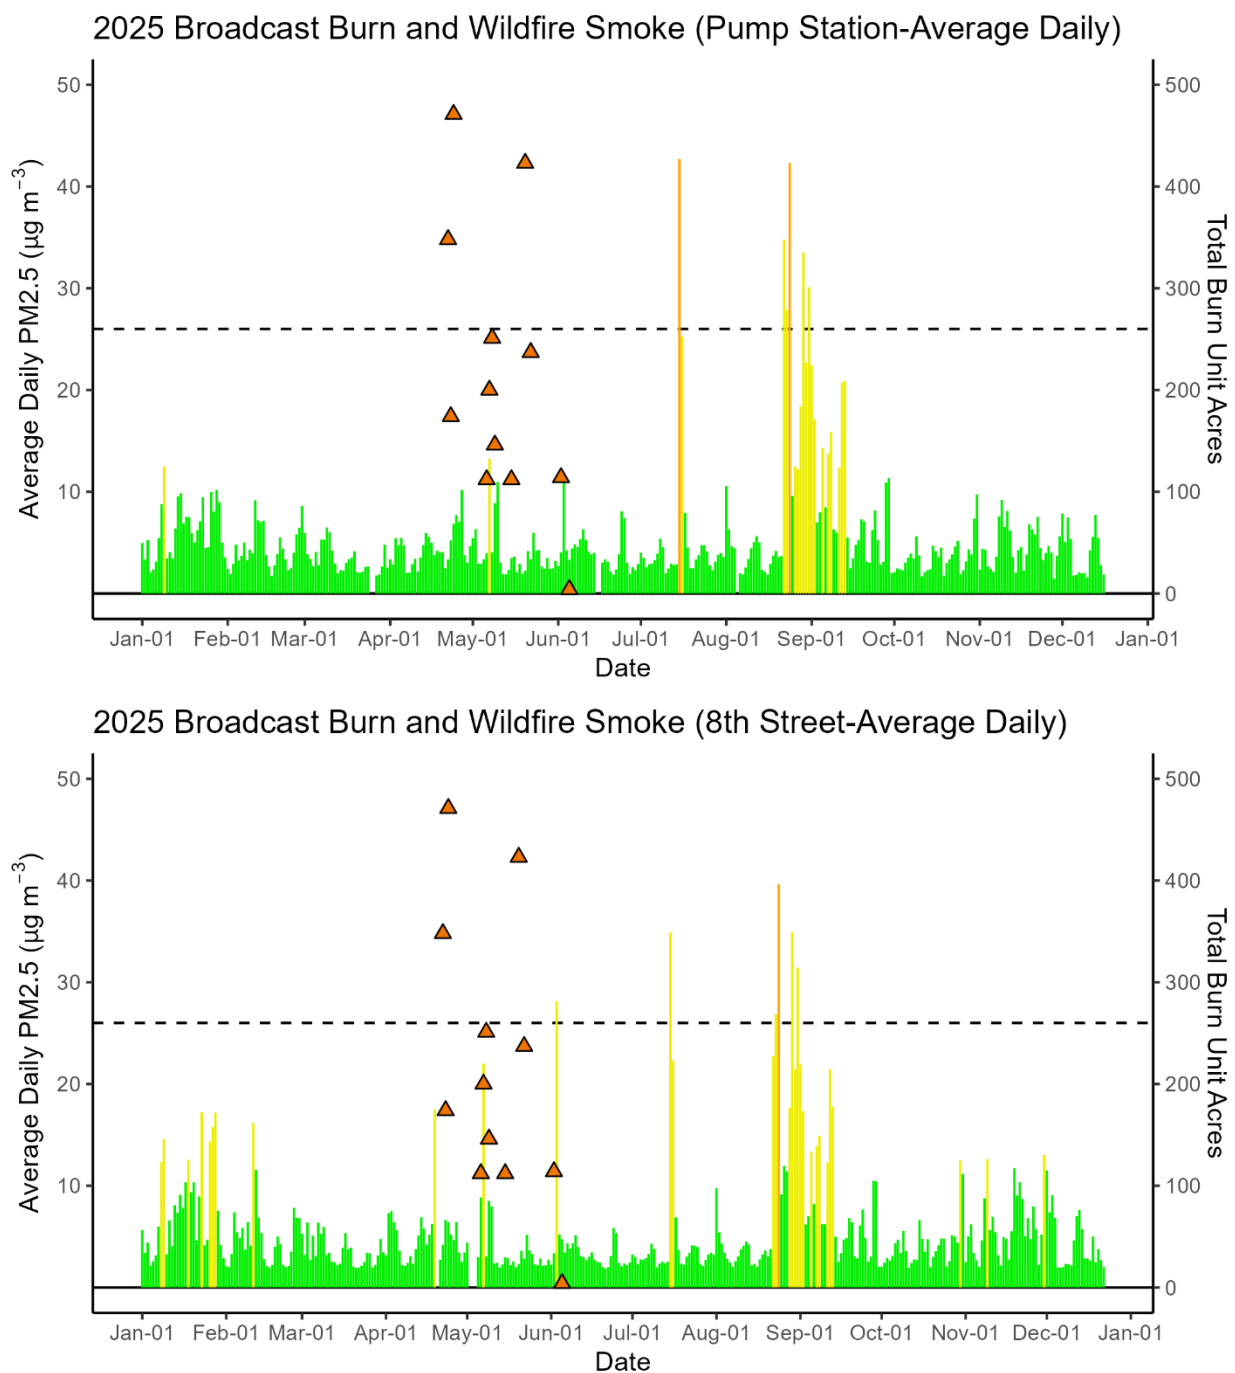 2025 Broadcast Burn and Wildfire Smoke (Pump Station-Average Daily)
50
40
30
20
10
Average Daily PM2.5 (µg m⁻³)
500
400
300
200
100
0
Total Burn Unit Acres
Jan-01 Feb-01 Mar-01 Apr-01 May-01 Jun-01 Jul-01 Aug-01 Sep-01 Oct-01 Nov-01 Dec-01 Jan-01
Date
2025 Broadcast Burn and Wildfire Smoke (8th Street-Average Daily)
50
40
30
20
10
Average Daily PM2.5 (µg m⁻³)
500
400
300
200
100
0
Total Burn Unit Acres
Jan-01 Feb-01 Mar-01 Apr-01 May-01 Jun-01 Jul-01 Aug-01 Sep-01 Oct-01 Nov-01 Dec-01 Jan-01
Date